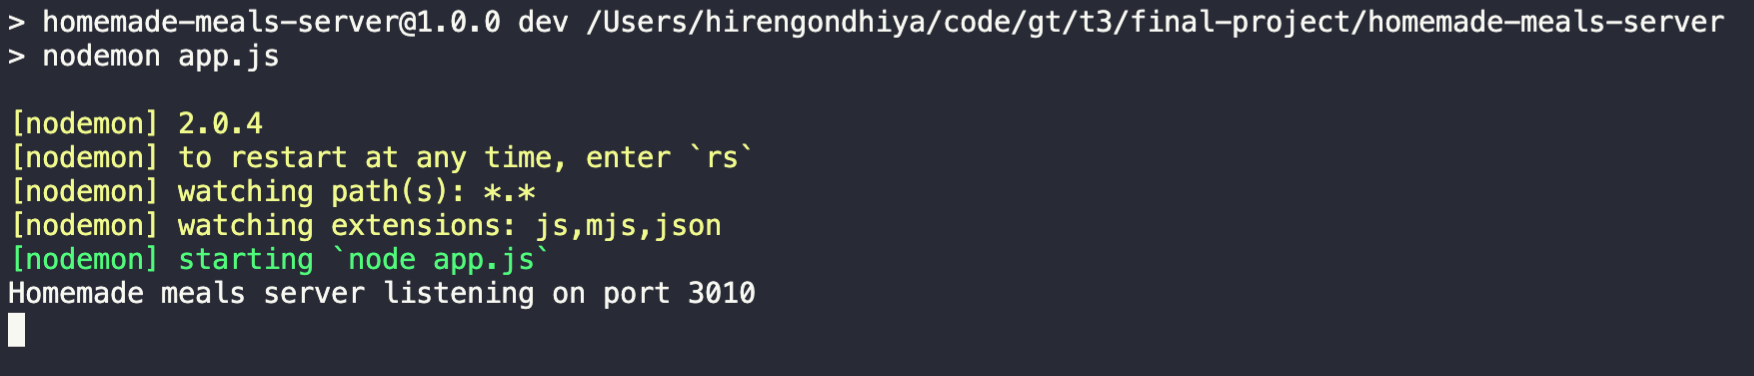 > homemade-meals-server@1.0.0 dev /Users/hirengondhiya/code/gt/t3/final-project/homemade-meals-server
> nodemon app.js
[nodemon] 2.0.4
[nodemon] to restart at any time, enter `rs`
[nodemon] watching path(s): *.*
[nodemon] watching extensions: js,mjs,json
[nodemon] starting `node app.js`
Homemade meals server listening on port 3010